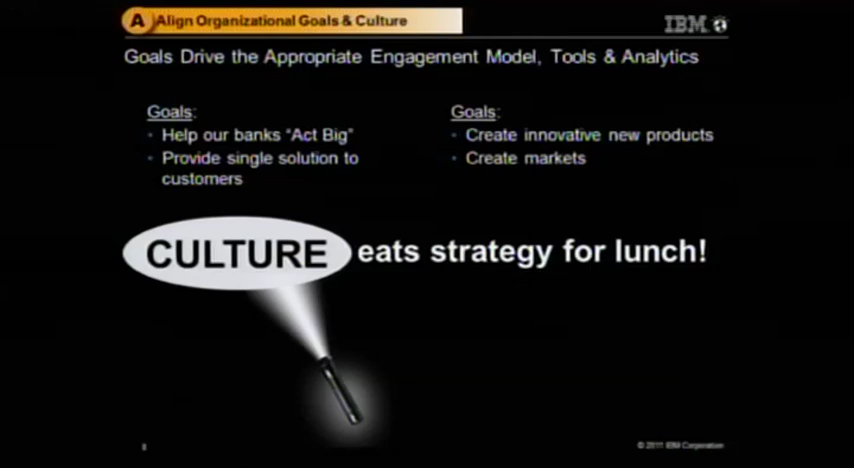 A Align Organizational Goals & Culture
IBM
Goals Drive the Appropriate Engagement Model, Tools & Analytics
Goals:
• Help our banks “Act Big”
• Provide single solution to
customers
Goals:
• Create innovative new products
• Create markets
CULTURE eats strategy for lunch!
© 2011 IBM Corporation